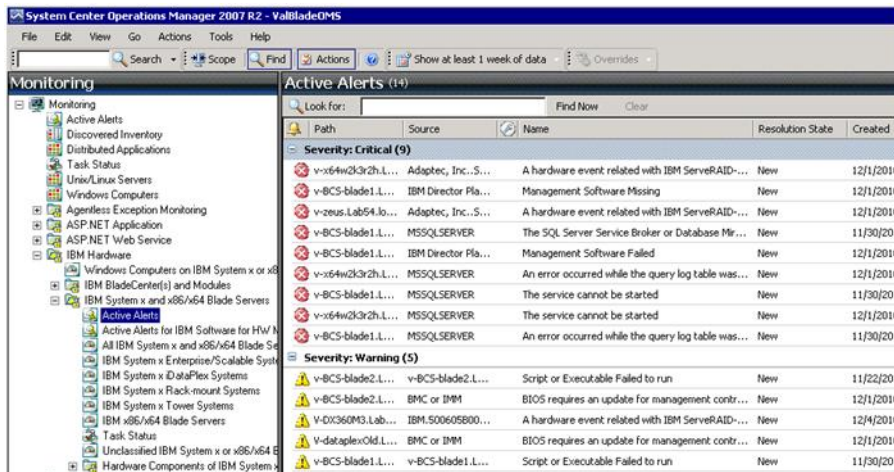 System Center Operations Manager 2007 R2 - ValBladeOMS
File Edit View Go Actions Tools Help
Search Scope Find Actions Show at least 1 week of data Overrides
Monitoring
Monitoring
Active Alerts
Discovered Inventory
Distributed Applications
Task Status
Unix/Linux Servers
Windows Computers
Agentless Exception Monitoring
ASP.NET Application
ASP.NET Web Service
IBM Hardware
Windows Computers on IBM System x or x8
IBM BladeCenter(s) and Modules
IBM System x and x86/x64 Blade Servers
Active Alerts
Active Alerts for IBM Software for HW M
All IBM System x and x86/x64 Blade Se
IBM System x Enterprise/Scalable Syste
IBM System x iDataPlex Systems
IBM System x Rack-mount Systems
IBM System x Tower Systems
IBM x86/x64 Blade Servers
Task Status
Unclassified IBM System x or x86/x64 B
Hardware Components of IBM System x
Active Alerts (14)
Look for: Find Now Clear
Path Source Name Resolution State Created
Severity: Critical (9)
v-x64w2k3r2h.L... Adaptec, Inc..S... A hardware event related with IBM ServeRAID-... New 12/1/201
v-BCS-blade1.L... IBM Director Pla... Management Software Missing New 12/1/201
v-zeus.Lab54.lo... Adaptec, Inc..S... A hardware event related with IBM ServeRAID-... New 12/1/201
v-BCS-blade1.L... MSSQLSERVER The SQL Server Service Broker or Database Mir... New 11/30/20
v-BCS-blade1.L... IBM Director Pla... Management Software Failed New 12/1/201
v-x64w2k3r2h.L... MSSQLSERVER An error occurred while the query log table was... New 12/1/201
v-BCS-blade1.L... MSSQLSERVER The service cannot be started New 11/30/20
v-x64w2k3r2h.L... MSSQLSERVER The service cannot be started New 12/1/201
v-BCS-blade1.L... MSSQLSERVER An error occurred while the query log table was... New 11/30/20
Severity: Warning (5)
v-BCS-blade2.L... v-BCS-blade2.L... Script or Executable Failed to run New 11/22/20
v-BCS-blade2.L... BMC or IMM BIOS requires an update for management contr... New 12/1/201
V-DX360M3.Lab... IBM.500605B00... A hardware event related with IBM ServeRAID-... New 12/4/201
V-dataplexOld.L... BMC or IMM BIOS requires an update for management contr... New 12/1/201
v-BCS-blade1.L... v-BCS-blade1.L... Script or Executable Failed to run New 11/30/20